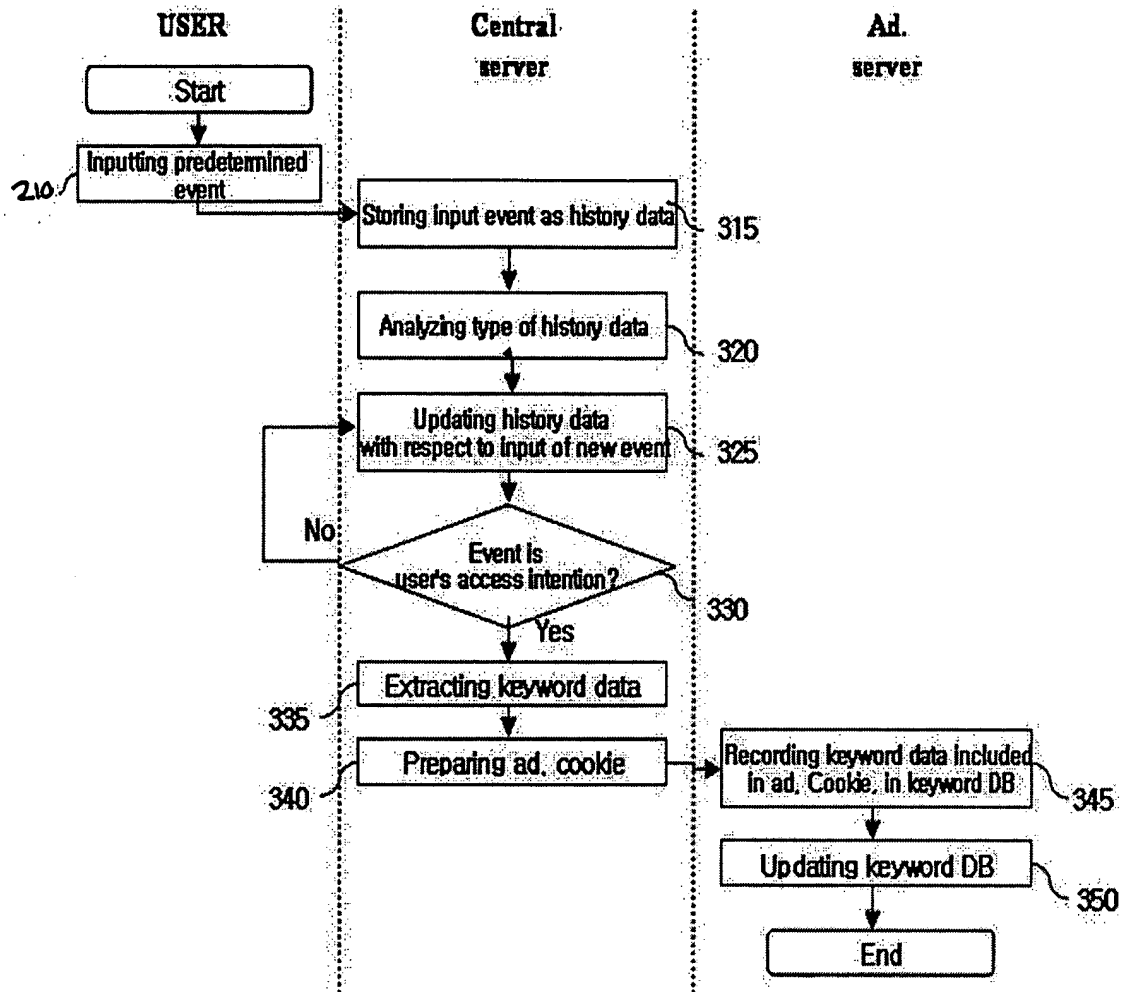 USER
Central
server
Ad.
server
Start
Inputting predetermined
event
210
Storing input event as history data
315
Analyzing type of history data
320
Updating history data
with respect to input of new event
325
No
Event is
user's access intention?
330
Yes
Extracting keyword data
335
Preparing ad. cookie
340
Recording keyword data included
in ad, Cookie, in keyword DB
345
Updating keyword DB
350
End